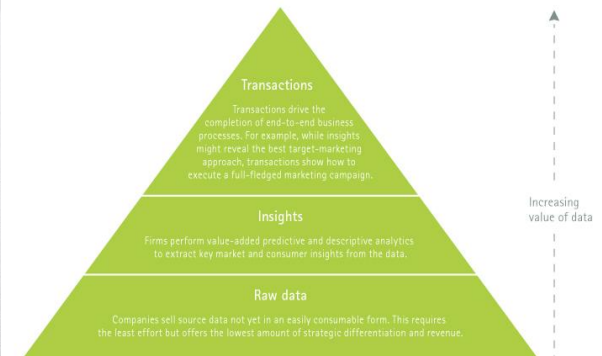 Transactions
Transactions drive the
completion of end-to-end business
processes. For example, while insights
might reveal the best target-marketing
approach, transactions show how to
execute a full-fledged marketing campaign.
Insights
Firms perform value-added predictive and descriptive analytics
to extract key market and consumer insights from the data.
Raw data
Companies sell source data not yet in an easily consumable form. This requires
the least effort but offers the lowest amount of strategic differentiation and revenue.
Increasing
value of data